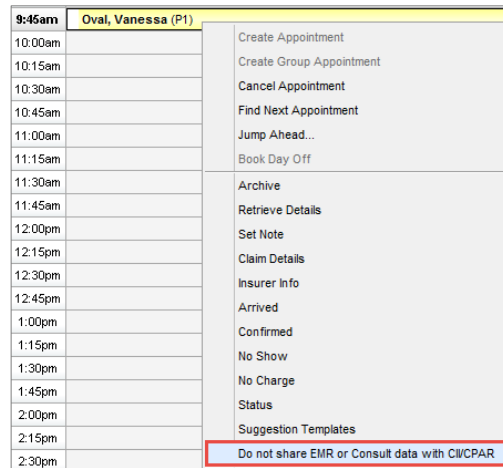 9:45am Oval, Vanessa (P1)
10:00am Create Appointment
10:15am Create Group Appointment
10:30am Cancel Appointment
10:45am Find Next Appointment
11:00am Jump Ahead...
11:15am Book Day Off
11:30am Archive
11:45am Retrieve Details
12:00pm Set Note
12:15pm Claim Details
12:30pm Insurer Info
12:45pm Arrived
1:00pm Confirmed
1:15pm No Show
1:30pm No Charge
1:45pm Status
2:00pm Suggestion Templates
2:15pm Do not share EMR or Consult data with CII/CPAR
2:30pm